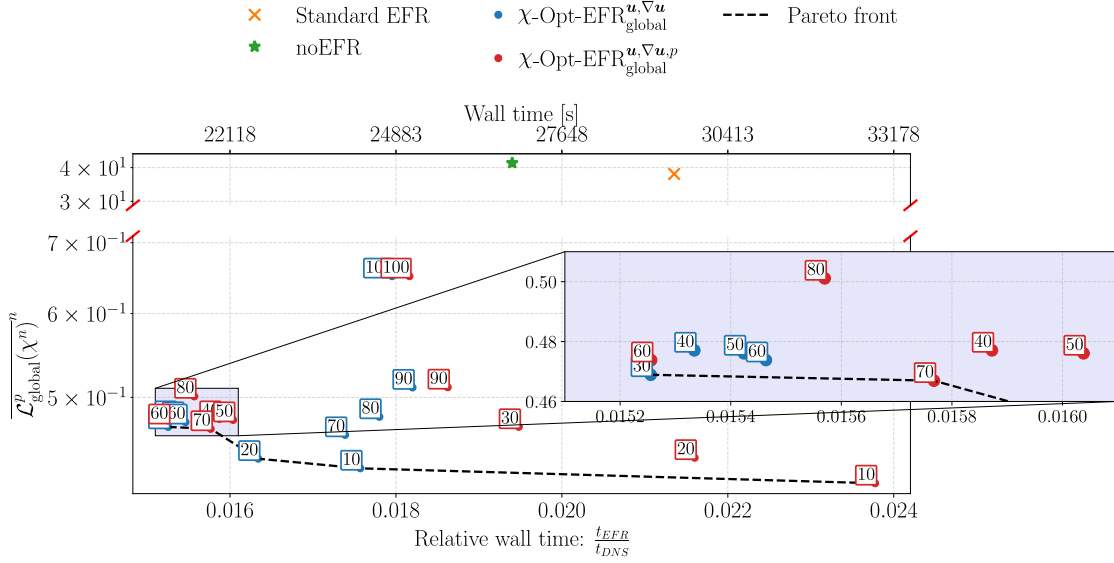 Standard EFR
noEFR
χ-Opt-EFR^{u,∇u}_{global}
χ-Opt-EFR^{u,∇u,p}_{global}
Pareto front
Wall time [s]
22118 24883 27648 30413 33178
4 × 10^1
3 × 10^1
7 × 10^{-1}
6 × 10^{-1}
5 × 10^{-1}
\overline{\mathcal{L}^p_{global}(χ^n)}^n
100
90 90
80
80
70
30
60 60 40 50
70
20
10
20
10
0.50
0.48
0.46
80
40 50 60
60
30
40
50
70
0.0152 0.0154 0.0156 0.0158 0.0160
0.016 0.018 0.020 0.022 0.024
Relative wall time: \frac{t_{EFR}}{t_{DNS}}